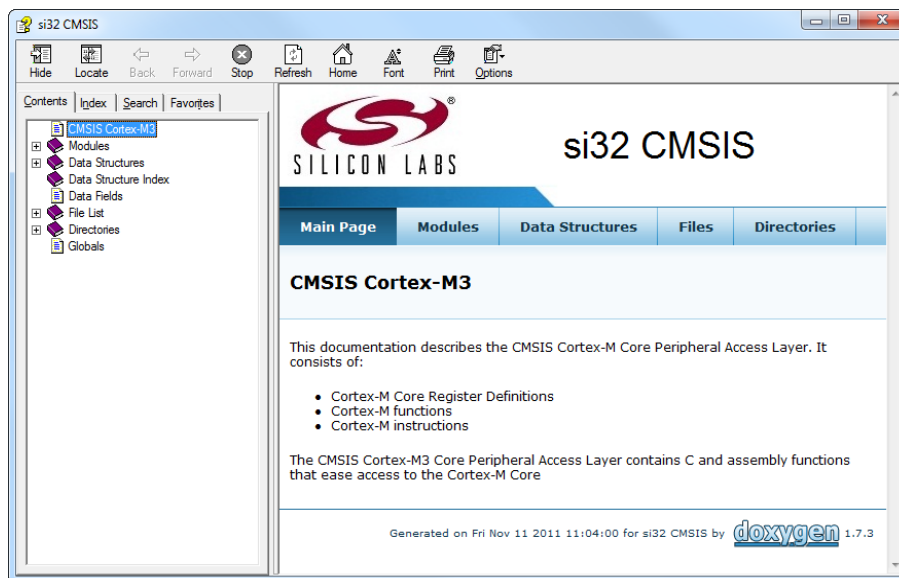 si32 CMSIS
Hide Locate Back Forward Stop Refresh Home Font Print Options
Contents Index Search Favorites
CMSIS Cortex-M3
Modules
Data Structures
Data Structure Index
Data Fields
File List
Directories
Globals
®
SILICON LABS
si32 CMSIS
Main Page Modules Data Structures Files Directories
CMSIS Cortex-M3
This documentation describes the CMSIS Cortex-M Core Peripheral Access Layer. It
consists of:
• Cortex-M Core Register Definitions
• Cortex-M functions
• Cortex-M instructions
The CMSIS Cortex-M3 Core Peripheral Access Layer contains C and assembly functions
that ease access to the Cortex-M Core
Generated on Fri Nov 11 2011 11:04:00 for si32 CMSIS by doxygen 1.7.3